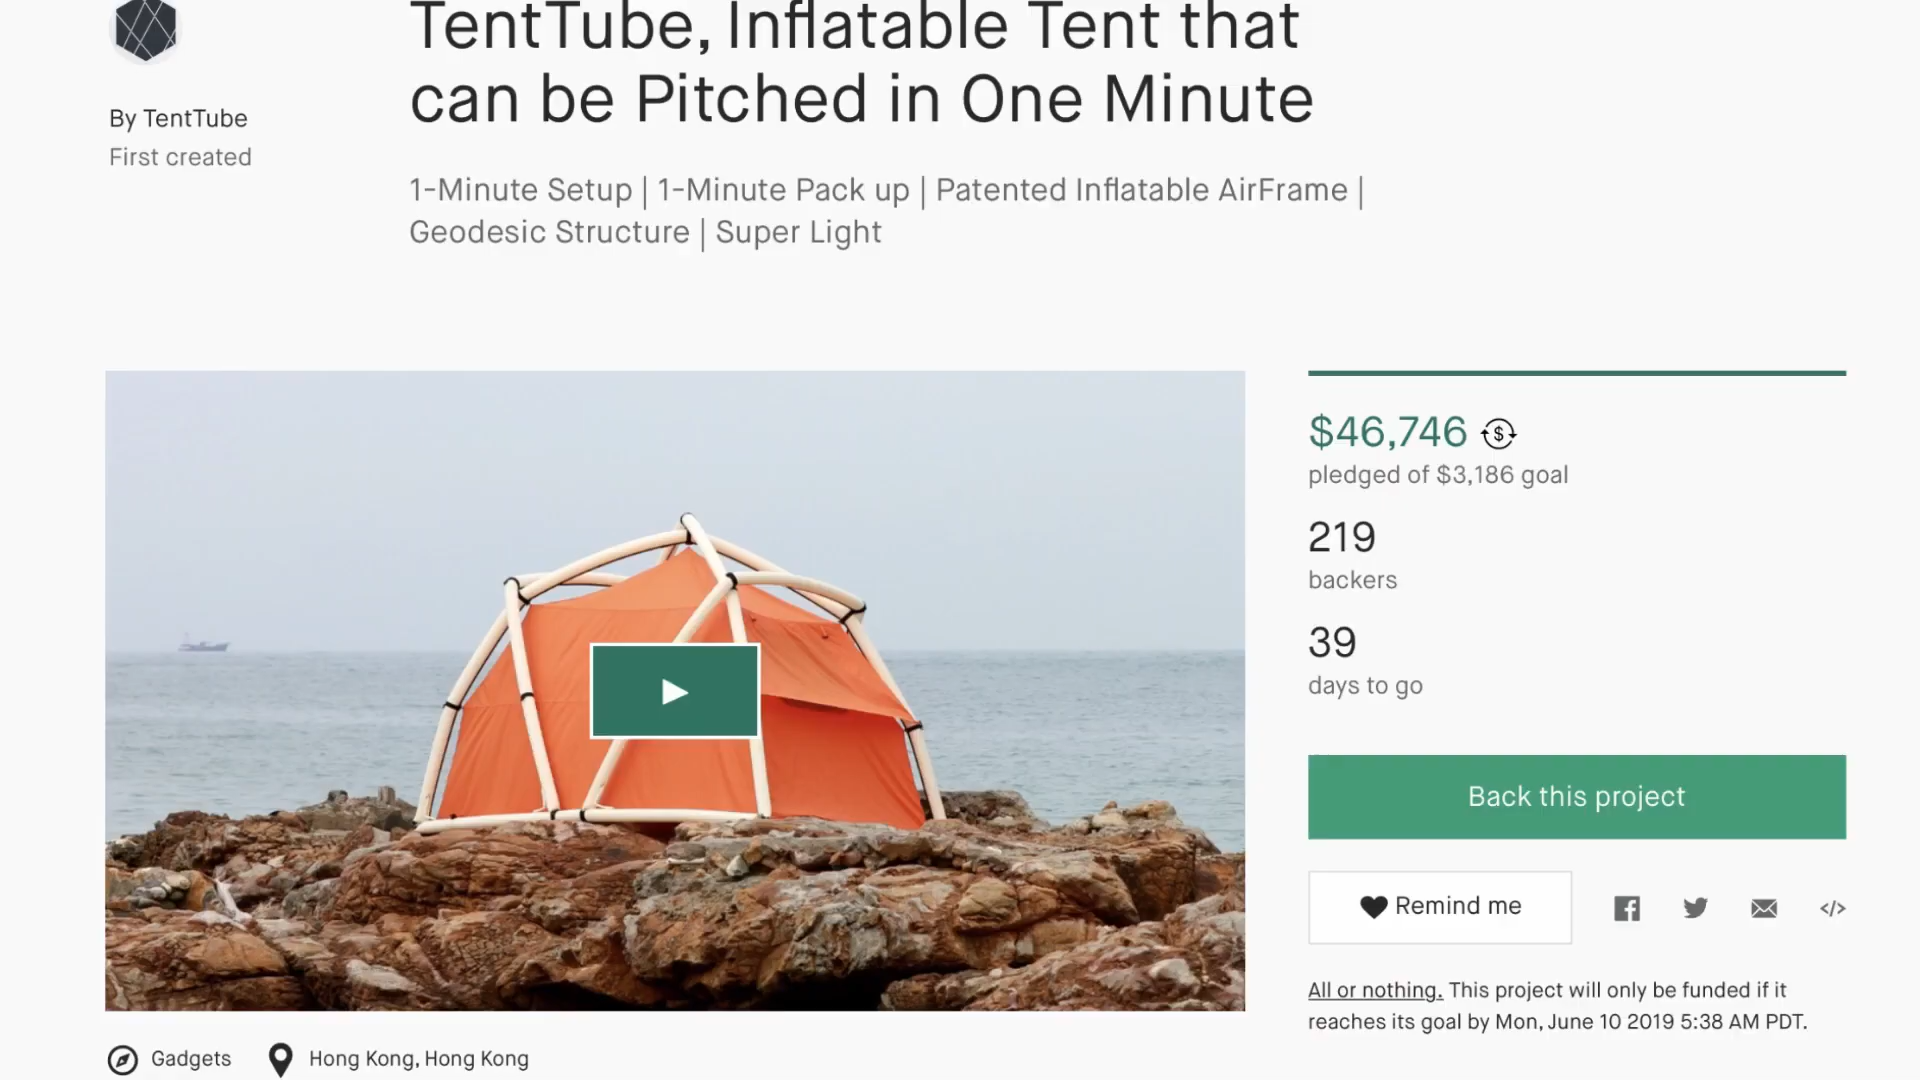 TentTube, Inflatable Tent that
can be Pitched in One Minute
By TentTube
First created
1-Minute Setup | 1-Minute Pack up | Patented Inflatable AirFrame |
Geodesic Structure | Super Light
$46,746
pledged of $3,186 goal
219
backers
39
days to go
Back this project
Remind me
All or nothing. This project will only be funded if it
reaches its goal by Mon, June 10 2019 5:38 AM PDT.
Gadgets
Hong Kong, Hong Kong